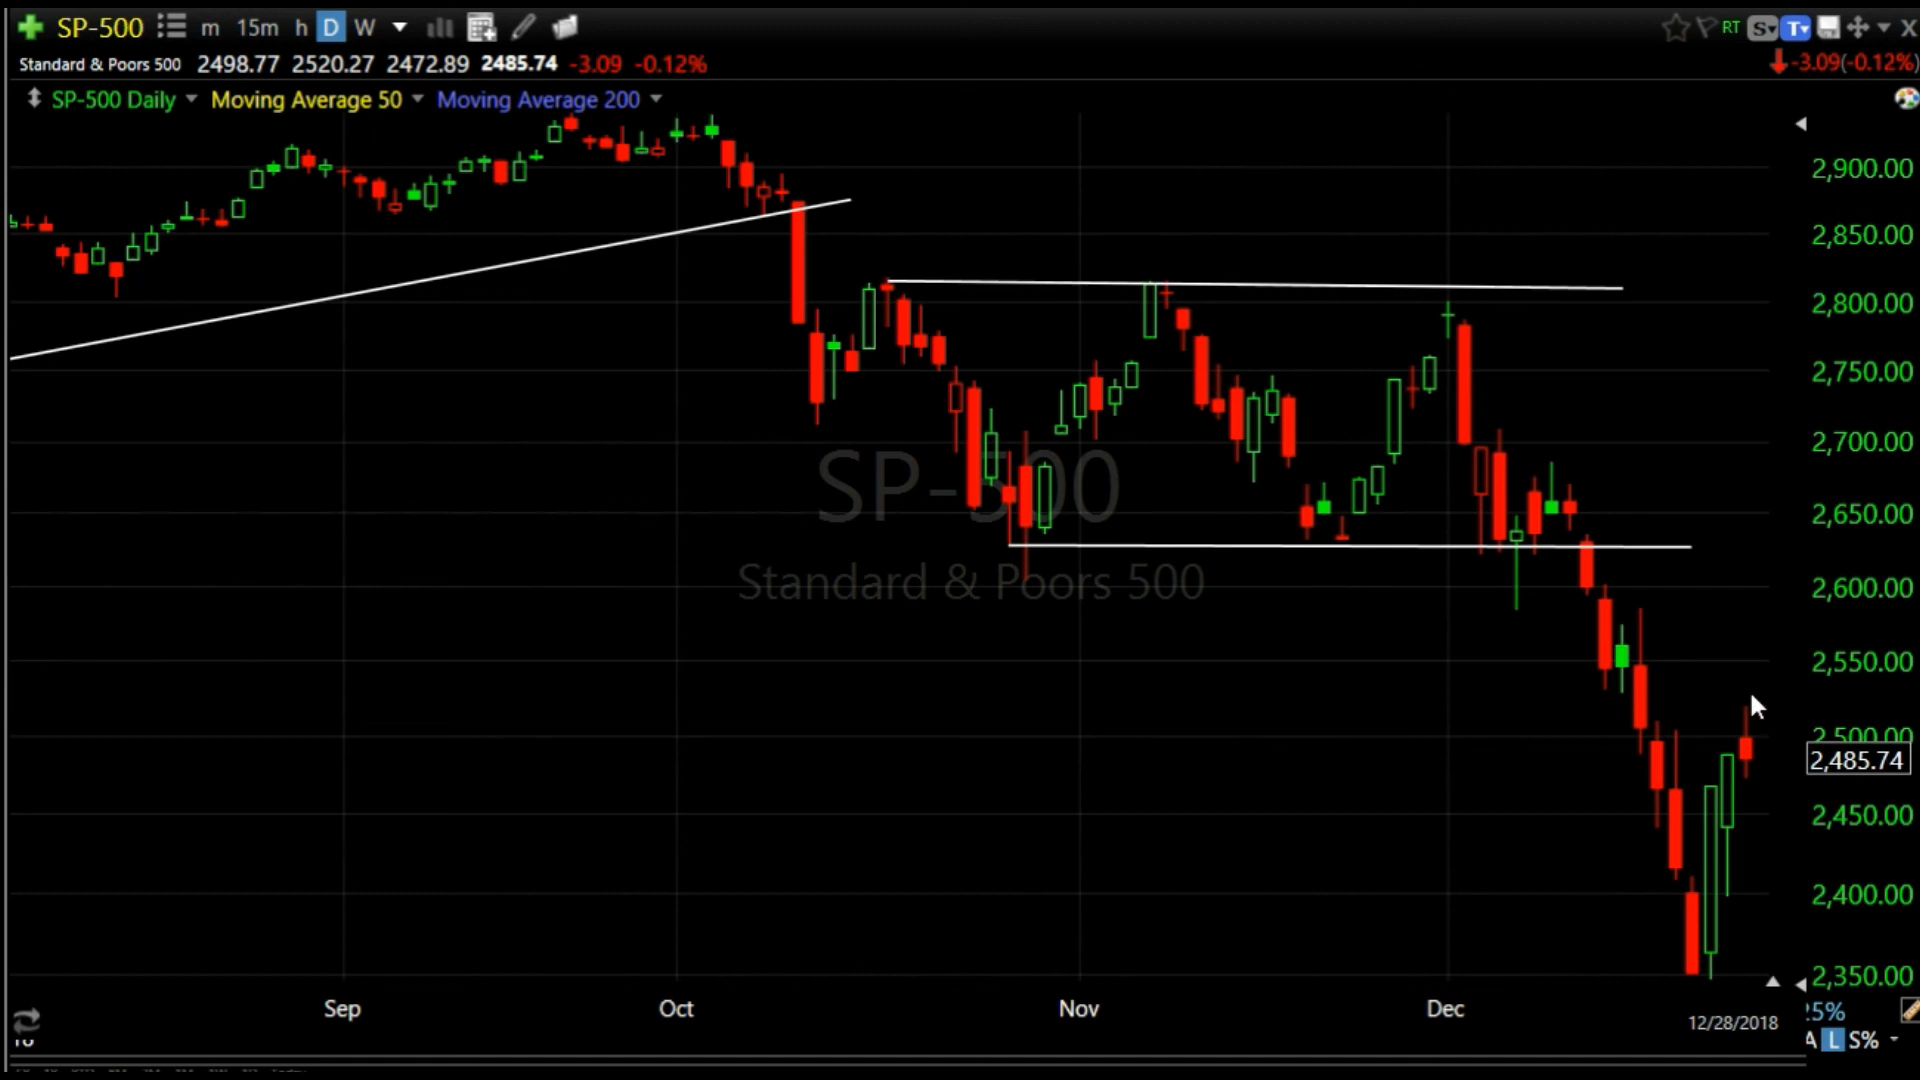 SP-500 m 15m h D W RT S T X
Standard & Poors 500 2498.77 2520.27 2472.89 2485.74 -3.09 -0.12% -3.09(-0.12%)
SP-500 Daily Moving Average 50 Moving Average 200
2,900.00
2,850.00
2,800.00
2,750.00
2,700.00
SP-500
2,650.00
Standard & Poors 500
2,600.00
2,550.00
2,500.00
2,485.74
2,450.00
2,400.00
2,350.00
Sep Oct Nov Dec
12/28/2018
25%
A L S%